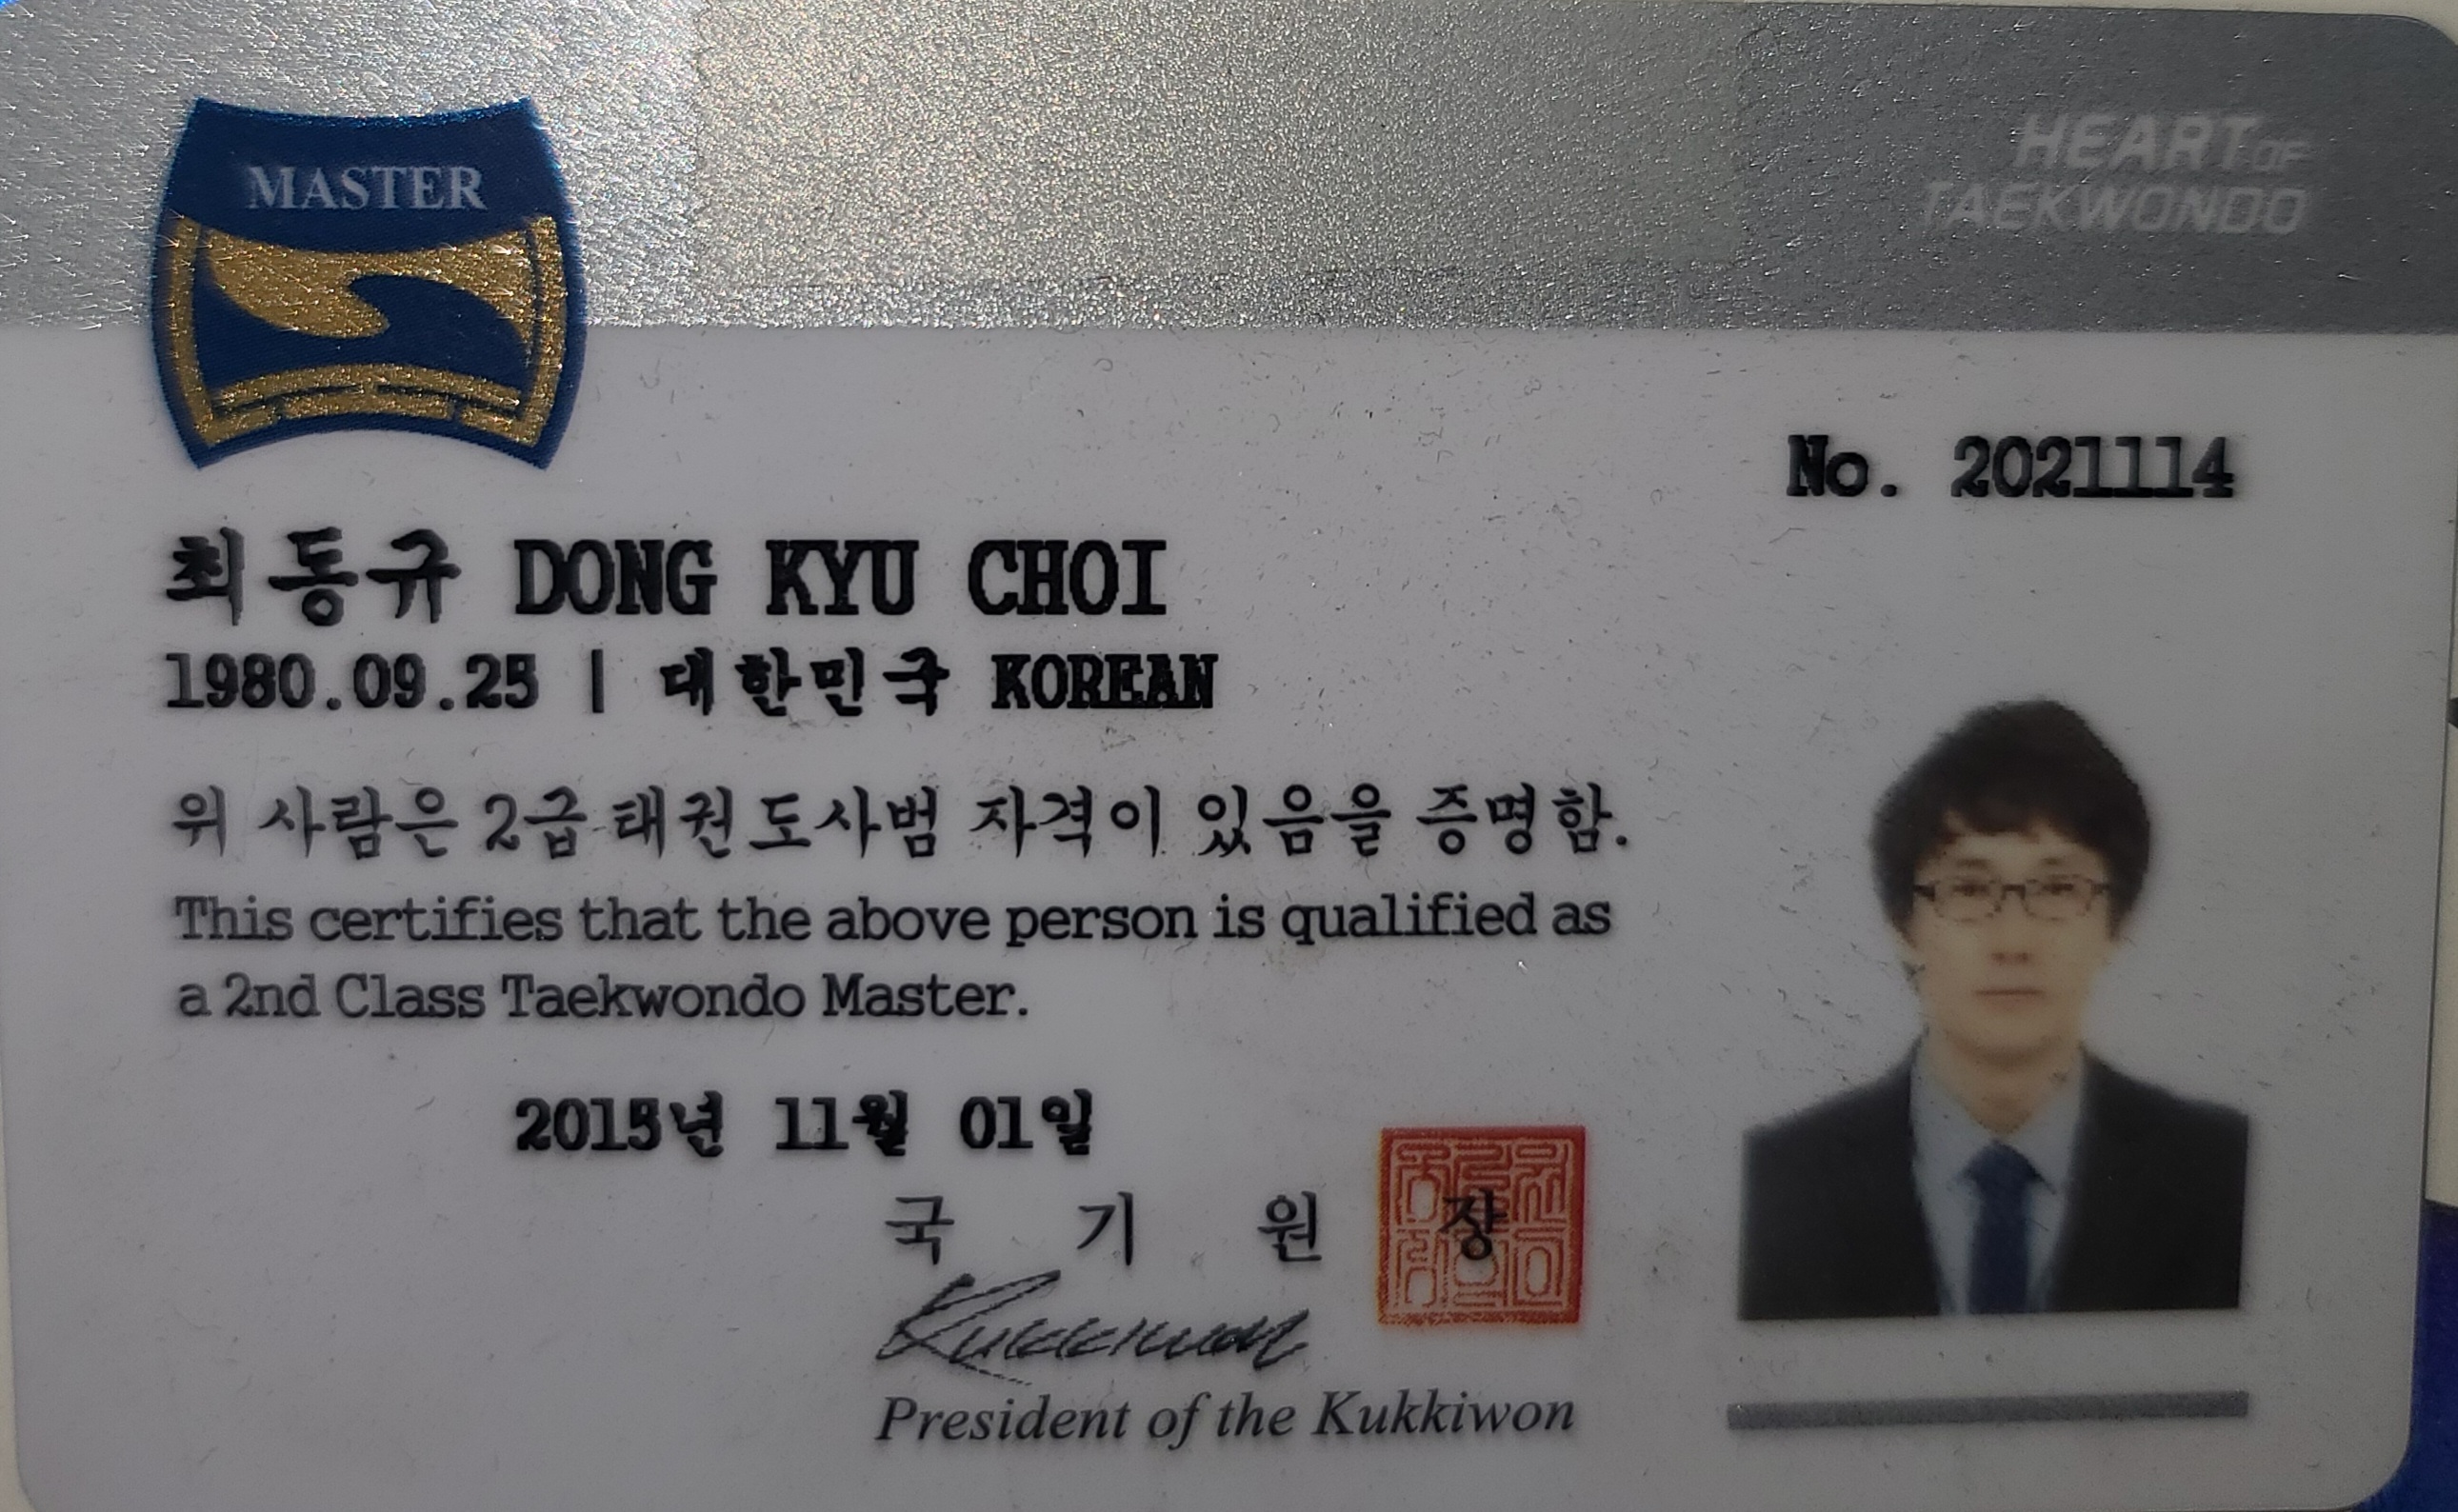 MASTER
HEART OF
TAEKWONDO
No. 2021114
최동규 DONG KYU CHOI
1980.09.25 | 대한민국 KOREAN
위 사람은 2급 태권도사범 자격이 있음을 증명함.
This certifies that the above person is qualified as
a 2nd Class Taekwondo Master.
2015년 11월 01일
국 기 원 장
Kukkiwon
President of the Kukkiwon